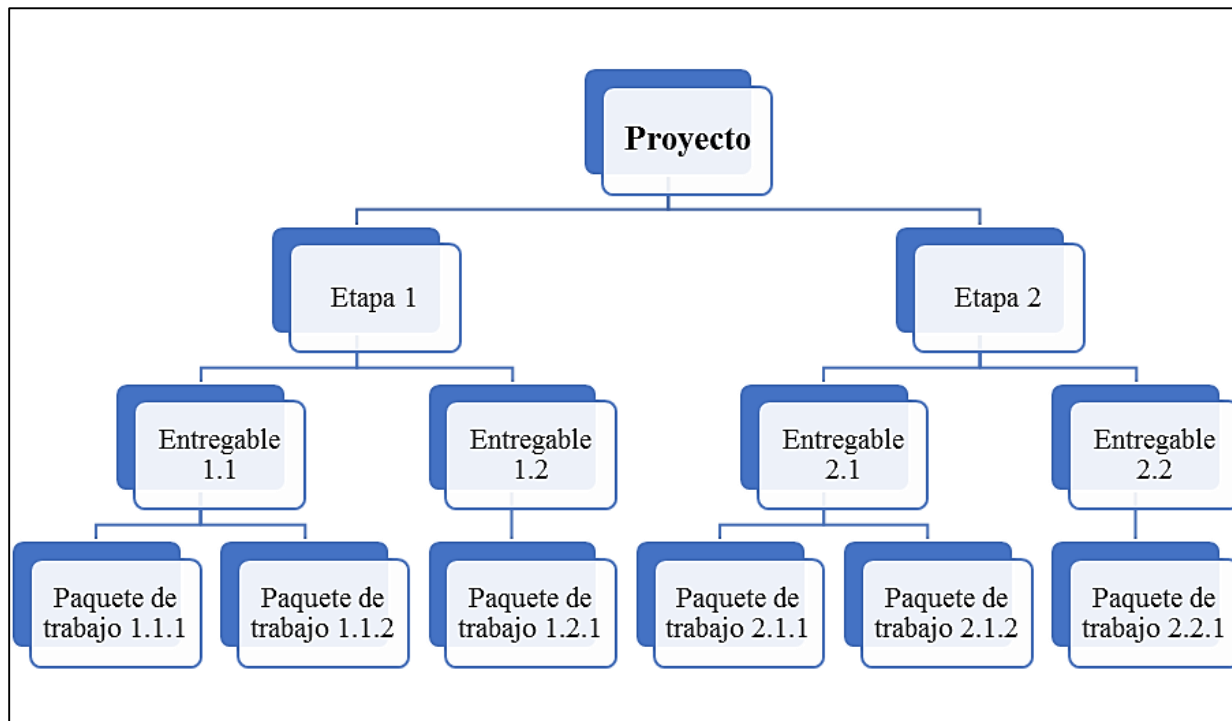 Proyecto
Etapa 1
Etapa 2
Entregable
1.1
Entregable
1.2
Entregable
2.1
Entregable
2.2
Paquete de
trabajo 1.1.1
Paquete de
trabajo 1.1.2
Paquete de
trabajo 1.2.1
Paquete de
trabajo 2.1.1
Paquete de
trabajo 2.1.2
Paquete de
trabajo 2.2.1